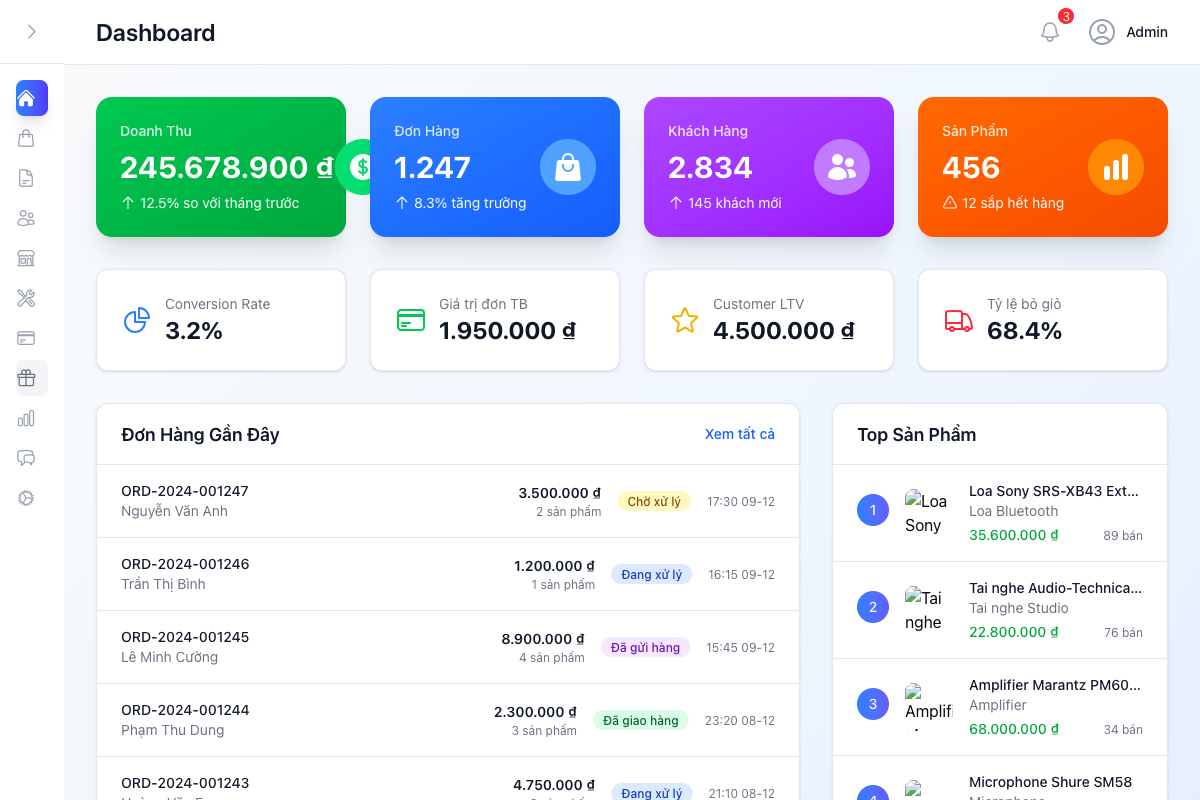 Dashboard
3
Admin
Doanh Thu
245.678.900 ₫
$
12.5% so với tháng trước
Đơn Hàng
1.247
8.3% tăng trưởng
Khách Hàng
2.834
145 khách mới
Sản Phẩm
456
12 sắp hết hàng
Conversion Rate
3.2%
Giá trị đơn TB
1.950.000 ₫
Customer LTV
4.500.000 ₫
Tỷ lệ bỏ giỏ
68.4%
Đơn Hàng Gần Đây
Xem tất cả
ORD-2024-001247
Nguyễn Văn Anh
3.500.000 ₫
2 sản phẩm
Chờ xử lý
17:30 09-12
ORD-2024-001246
Trần Thị Bình
1.200.000 ₫
1 sản phẩm
Đang xử lý
16:15 09-12
ORD-2024-001245
Lê Minh Cường
8.900.000 ₫
4 sản phẩm
Đã gửi hàng
15:45 09-12
ORD-2024-001244
Phạm Thu Dung
2.300.000 ₫
3 sản phẩm
Đã giao hàng
23:20 08-12
ORD-2024-001243
4.750.000 ₫
Đang xử lý
21:10 08-12
Top Sản Phẩm
1
Loa
Sony
Loa Sony SRS-XB43 Ext...
Loa Bluetooth
35.600.000 ₫
89 bán
2
Tai
nghe
Tai nghe Audio-Technica...
Tai nghe Studio
22.800.000 ₫
76 bán
3
Amplifi
Amplifier Marantz PM60...
Amplifier
68.000.000 ₫
34 bán
4
Microphone Shure SM58